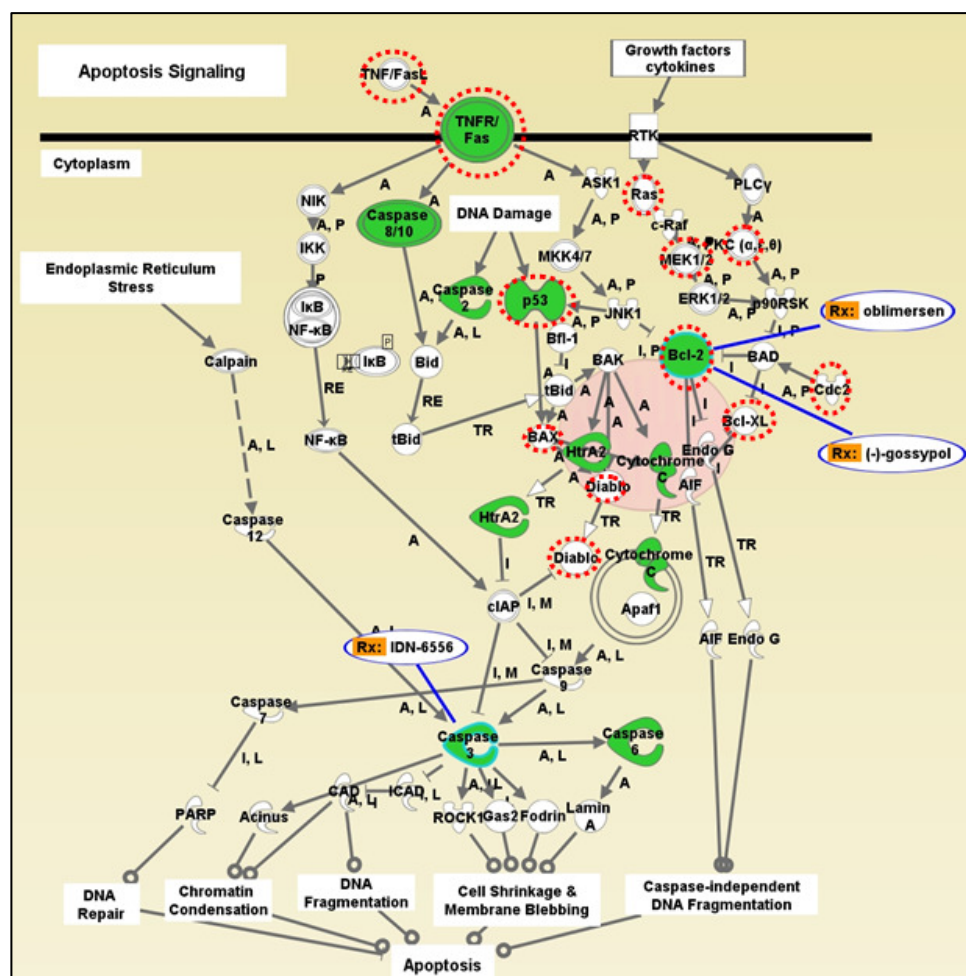 Apoptosis Signaling
TNF/FasL
Growth factors
cytokines
A
TNFR/
Fas
RTK
Cytoplasm
A
A
A
NIK
Caspase
8/10
DNA Damage
ASK1
Ras
PLCγ
A, P
A, P
c-Raf
A
IKK
MKK4/7
MEK1/2
PKC (α,ε,θ)
Endoplasmic Reticulum
Stress
P
A, P
A, P
A, P
ERK1/2
p90RSK
A, P
Rx: oblimersen
IκB
NF-κB
Caspase
2
p53
JNK1
A, P
Bfl-1
A, L
I, P
I, P
P
IκB
Calpain
Bid
BAK
Bcl-2
BAD
I
A
I
I
A, P
Cdc2
RE
RE
tBid
A
A
A
A
I
I
Bcl-XL
NF-κB
tBid
TR
BAX
A
HtrA2
Endo G
I
Rx: (-)-gossypol
A, L
A
Cytochrome
C
AIF
Diablo
TR
TR
TR
TR
TR
Caspase
12
HtrA2
A
I
Diablo
Cytochrome
C
cIAP
I, M
Apaf1
AIF
Endo G
Rx: IDN-6556
I, M
A, L
I, M
Caspase
9
Caspase
7
A, L
A, L
Caspase
3
Caspase
6
I, L
A, L
A
PARP
Acinus
CAD
ICAD
ROCK1
Gas2
Fodrin
Lamin
A
DNA
Repair
Chromatin
Condensation
DNA
Fragmentation
Cell Shrinkage &
Membrane Blebbing
Caspase-independent
DNA Fragmentation
Apoptosis